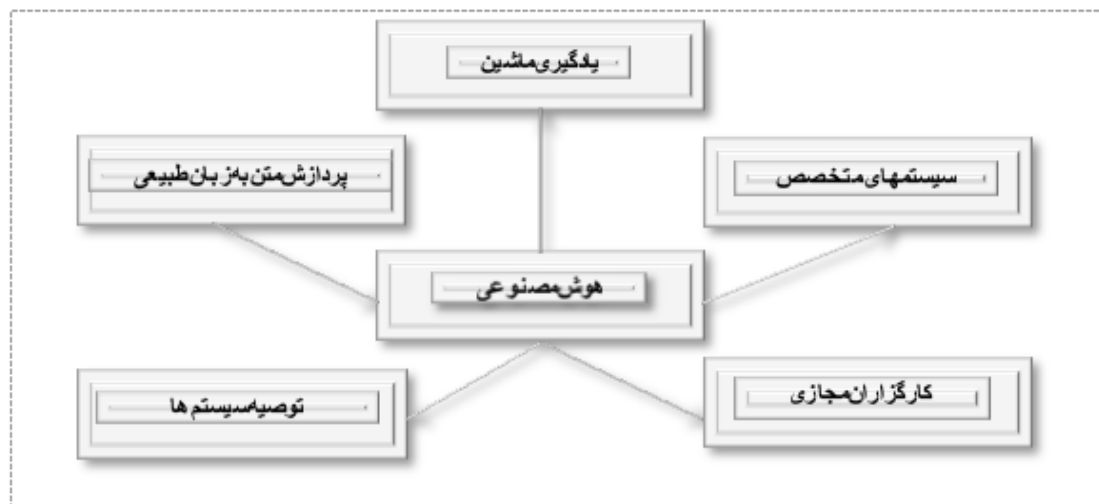 یادگیری ماشین
سیستمهای متخصص
پردازش متن به زبان طبیعی
هوش مصنوعی
کارگزاران مجازی
توصیه سیستم ها